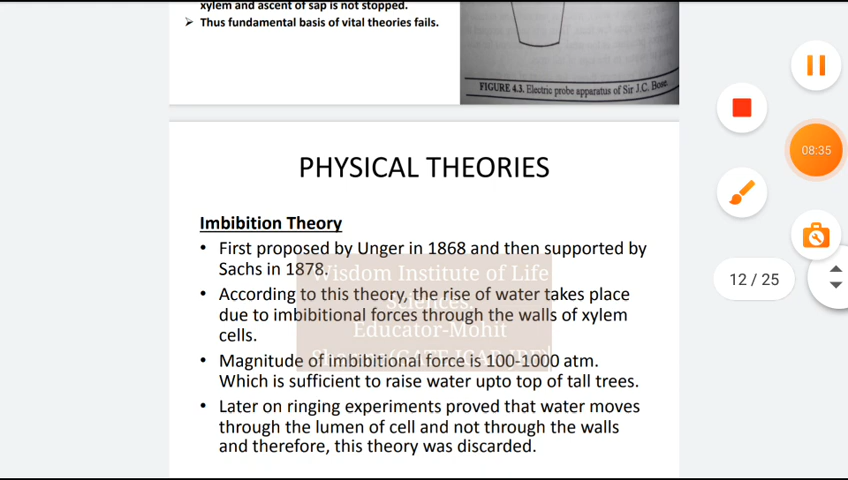 xylem and ascent of sap is not stopped.
➤ Thus fundamental basis of vital theories fails.
FIGURE 4.3. Electric probe apparatus of Sir J.C. Bose.
PHYSICAL THEORIES
Imbibition Theory
• First proposed by Unger in 1868 and then supported by
Sachs in 1878.
• According to this theory, the rise of water takes place
due to imbibitional forces through the walls of xylem
cells.
• Magnitude of imbibitional force is 100-1000 atm.
Which is sufficient to raise water upto top of tall trees.
• Later on ringing experiments proved that water moves
through the lumen of cell and not through the walls
and therefore, this theory was discarded.
Wisdom Institute of Life
Sciences.
Educator-Mohit
08:35
12 / 25